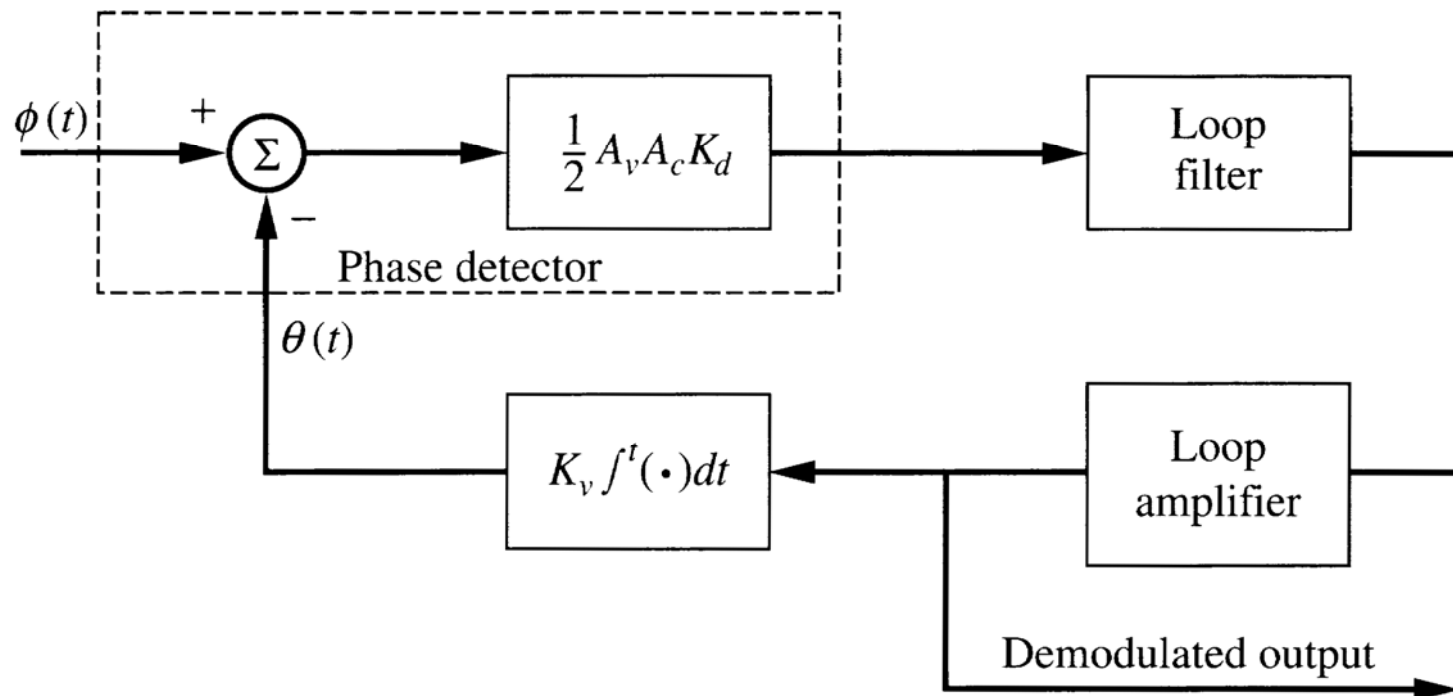 ϕ(t)
+
Σ
−
½ A_v A_c K_d
Loop
filter
Phase detector
θ(t)
K_v ∫^t (·)dt
Loop
amplifier
Demodulated output